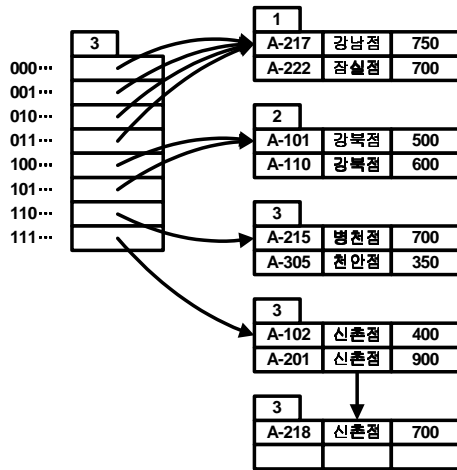 3
000···
001···
010···
011···
100···
101···
110···
111···
1
A-217 강남점 750
A-222 잠실점 700
2
A-101 강북점 500
A-110 강북점 600
3
A-215 병천점 700
A-305 천안점 350
3
A-102 신촌점 400
A-201 신촌점 900
3
A-218 신촌점 700